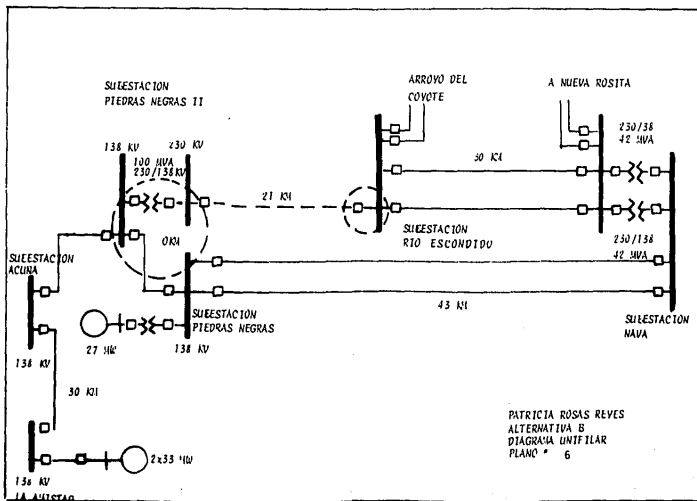 SUBESTACION
PIEDRAS NEGRAS II
ARROYO DEL
COYOTE
A NUEVA ROSITA
138 KV
230 KV
100 MVA
230/138KV
230/38
42 MVA
30 KM
21 KM
0KM
SUBESTACION
RIO ESCONDIDO
230/138
42 MVA
SUBESTACION
ACUÑA
43 KM
SUBESTACION
PIEDRAS NEGRAS
SUBESTACION
NAVA
27 MW
138 KV
138 KV
30 KM
PATRICIA ROSAS REYES
ALTERNATIVA B
DIAGRAMA UNIFILAR
PLANO # 6
2x33 MW
138 KV
LA AMISTAD